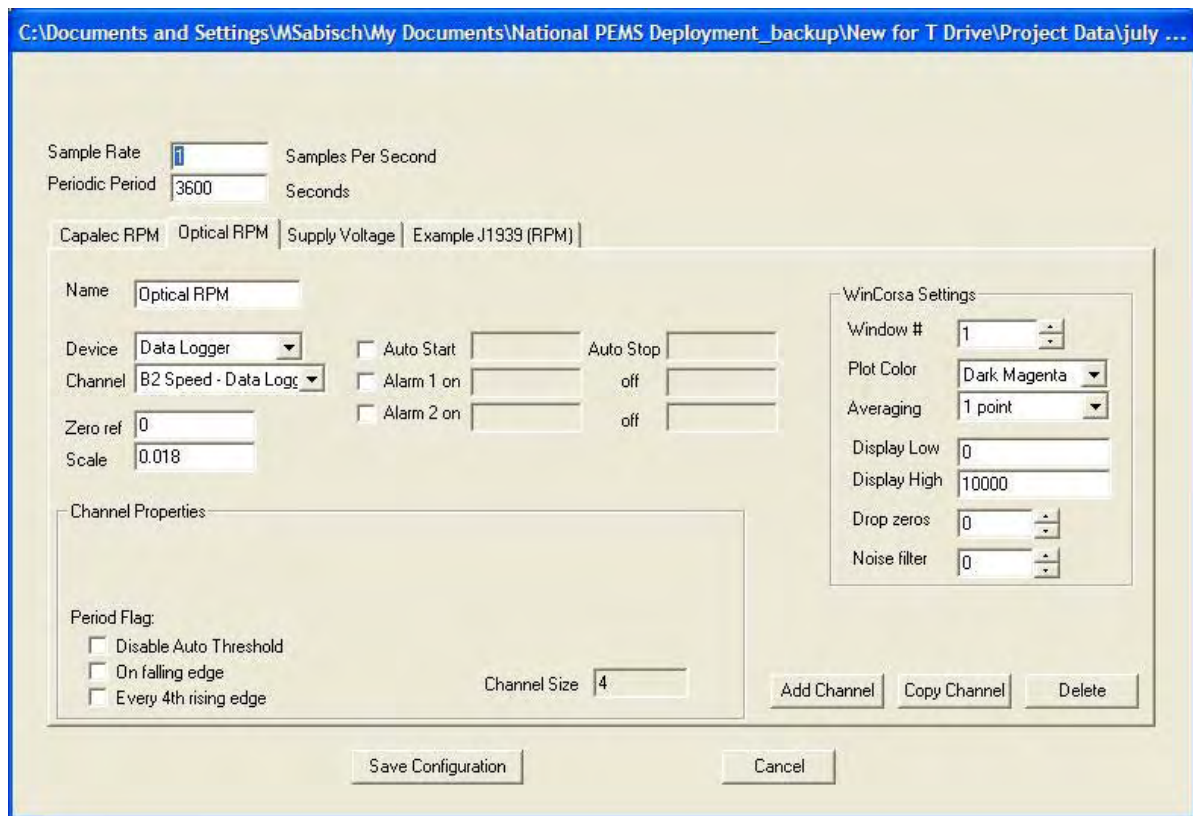 C:\Documents and Settings\MSabisch\My Documents\National PEMS Deployment_backup\New for T Drive\Project Data\july ...
Sample Rate 1 Samples Per Second
Periodic Period 3600 Seconds
Capalec RPM Optical RPM Supply Voltage Example J1939 (RPM)
Name Optical RPM
Device Data Logger
Channel B2 Speed - Data Logg
Zero ref 0
Scale 0.018
Auto Start Auto Stop
Alarm 1 on off
Alarm 2 on off
WinCorsa Settings
Window # 1
Plot Color Dark Magenta
Averaging 1 point
Display Low 0
Display High 10000
Drop zeros 0
Noise filter 0
Channel Properties
Period Flag:
Disable Auto Threshold
On falling edge
Every 4th rising edge
Channel Size 4
Add Channel Copy Channel Delete
Save Configuration Cancel